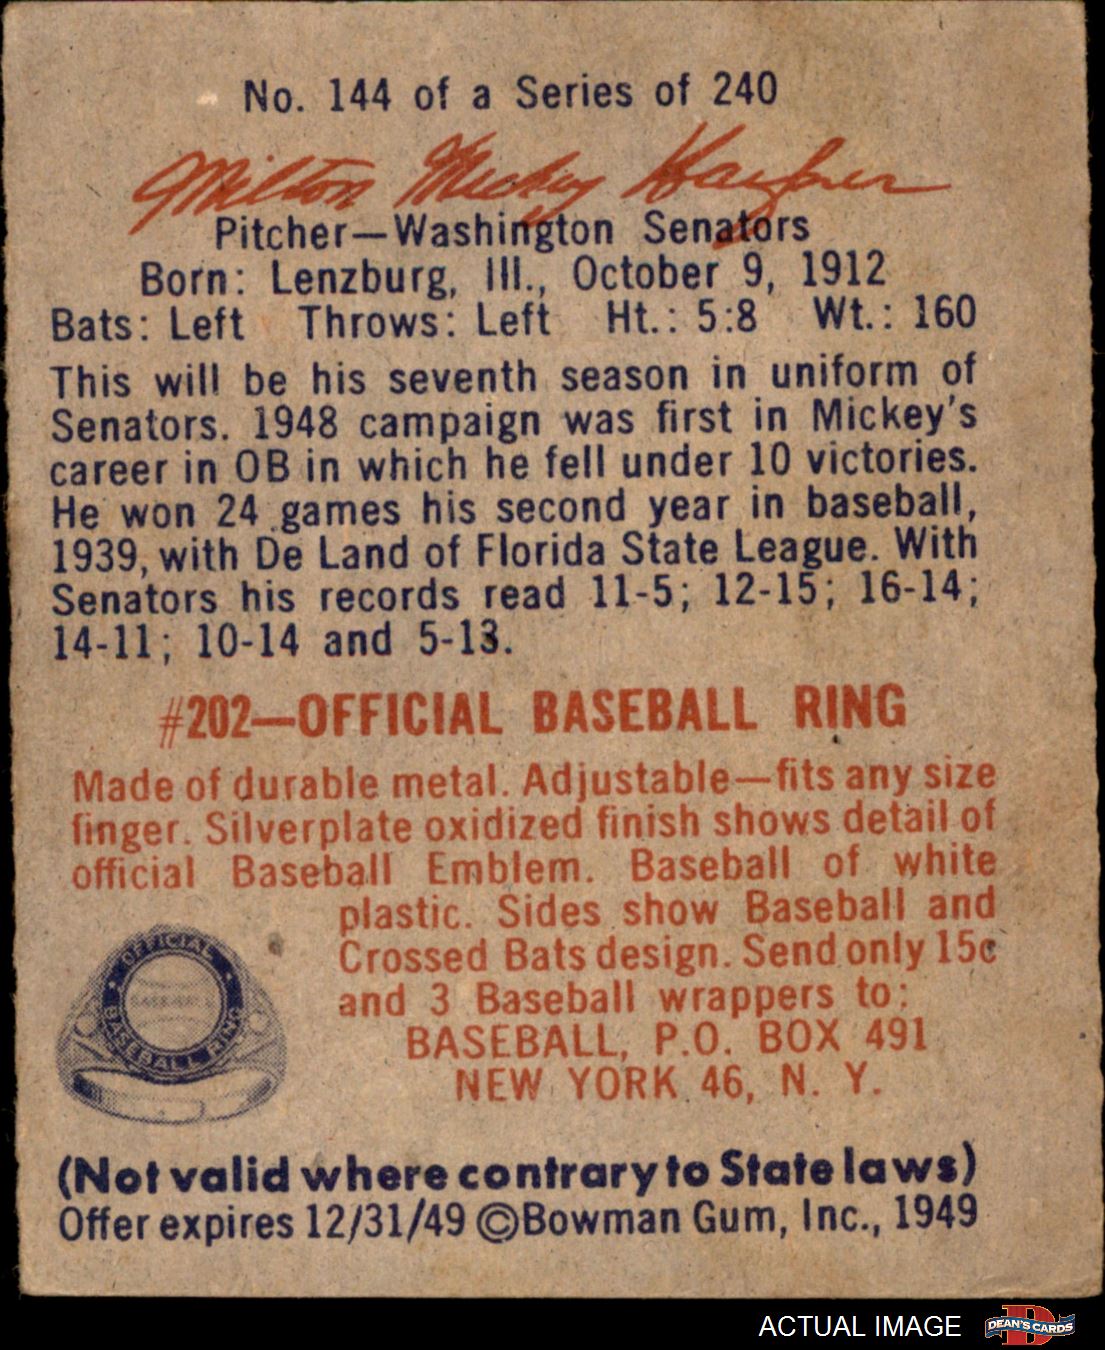 No. 144 of a Series of 240
Milton Mickey Haefner
Pitcher—Washington Senators
Born: Lenzburg, Ill., October 9, 1912
Bats: Left Throws: Left Ht.: 5:8 Wt.: 160
This will be his seventh season in uniform of
Senators. 1948 campaign was first in Mickey's
career in OB in which he fell under 10 victories.
He won 24 games his second year in baseball,
1939, with De Land of Florida State League. With
Senators his records read 11-5; 12-15; 16-14;
14-11; 10-14 and 5-13.
#202—OFFICIAL BASEBALL RING
Made of durable metal. Adjustable—fits any size
finger. Silverplate oxidized finish shows detail of
official Baseball Emblem. Baseball of white
plastic. Sides show Baseball and
Crossed Bats design. Send only 15c
and 3 Baseball wrappers to:
BASEBALL, P.O. BOX 491
NEW YORK 46, N. Y.
OFFICIAL
BASEBALL RING
(Not valid where contrary to State laws)
Offer expires 12/31/49 ©Bowman Gum, Inc., 1949
ACTUAL IMAGE
DEAN'S CARDS